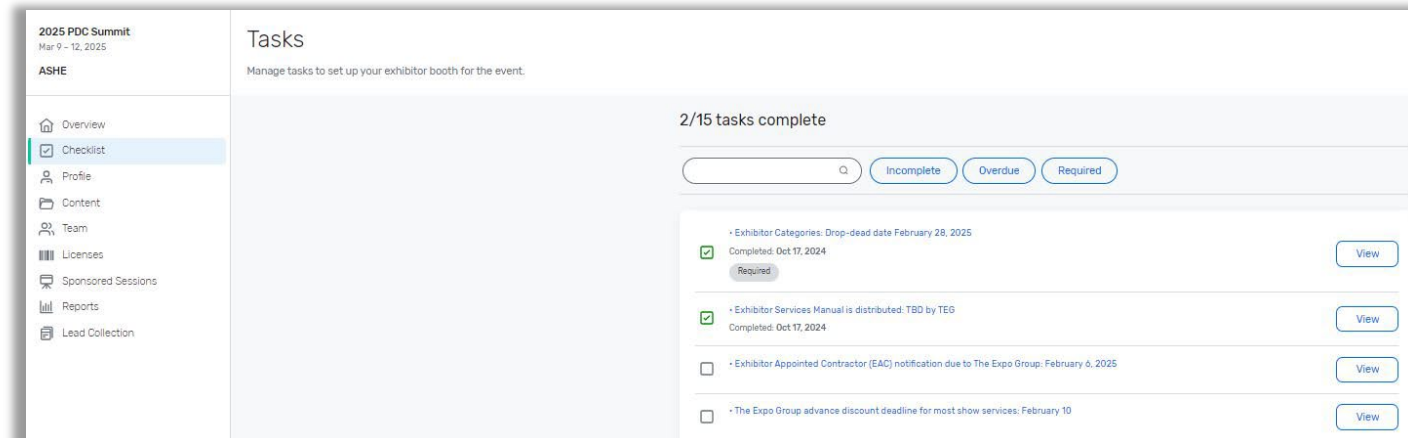 2025 PDC Summit
Mar 9 - 12, 2025
ASHE
Overview
Checklist
Profile
Content
Team
Licenses
Sponsored Sessions
Reports
Lead Collection
Tasks
Manage tasks to set up your exhibitor booth for the event.
2/15 tasks complete
Incomplete
Overdue
Required
• Exhibitor Categories: Drop-dead date February 28, 2025
Completed: Oct 17, 2024
Required
View
• Exhibitor Services Manual is distributed: TBD by TEG
Completed: Oct 17, 2024
View
• Exhibitor Appointed Contractor (EAC) notification due to The Expo Group: February 6, 2025
View
• The Expo Group advance discount deadline for most show services: February 10
View